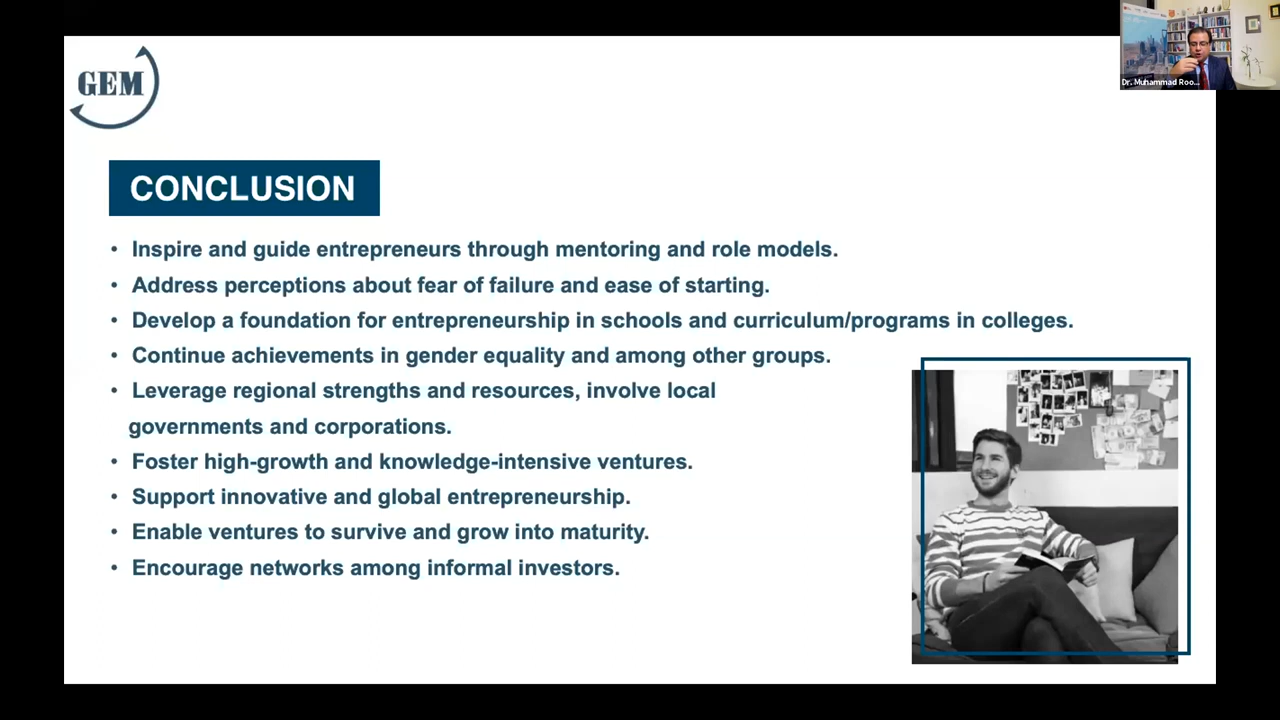 GEM
Dr. Muhammad Roo...
CONCLUSION
• Inspire and guide entrepreneurs through mentoring and role models.
• Address perceptions about fear of failure and ease of starting.
• Develop a foundation for entrepreneurship in schools and curriculum/programs in colleges.
• Continue achievements in gender equality and among other groups.
• Leverage regional strengths and resources, involve local
governments and corporations.
• Foster high-growth and knowledge-intensive ventures.
• Support innovative and global entrepreneurship.
• Enable ventures to survive and grow into maturity.
• Encourage networks among informal investors.